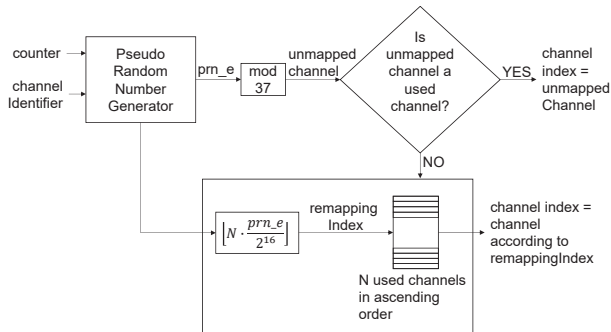 counter
channel
Identifier
Pseudo
Random
Number
Generator
prn_e
mod
37
unmapped
channel
Is
unmapped
channel a
used
channel?
YES
channel
index =
unmapped
Channel
NO
⌊N · prn_e / 2^16⌋
remapping
Index
N used channels
in ascending
order
channel index =
channel
according to
remappingIndex